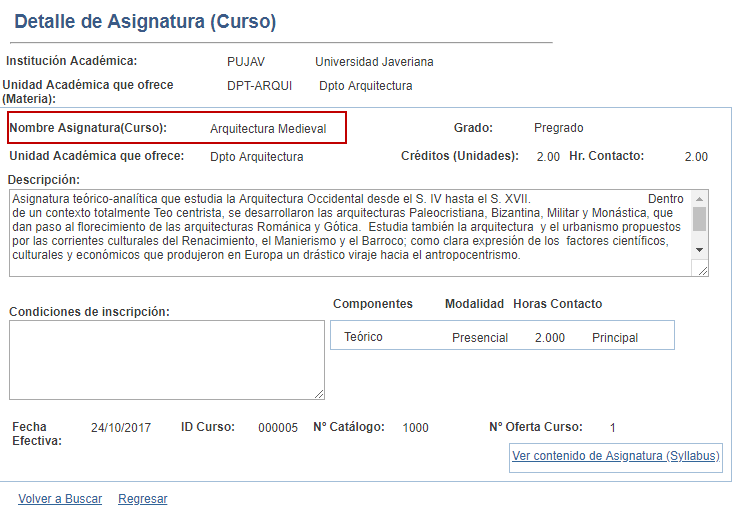 Detalle de Asignatura (Curso)
Institución Académica: PUJAV Universidad Javeriana
Unidad Académica que ofrece (Materia): DPT-ARQUI Dpto Arquitectura
Nombre Asignatura(Curso): Arquitectura Medieval Grado: Pregrado
Unidad Académica que ofrece: Dpto Arquitectura Créditos (Unidades): 2.00 Hr. Contacto: 2.00
Descripción:
Asignatura teórico-analítica que estudia la Arquitectura Occidental desde el S. IV hasta el S. XVII. Dentro
de un contexto totalmente Teo centrista, se desarrollaron las arquitecturas Paleocristiana, Bizantina, Militar y Monástica, que
dan paso al florecimiento de las arquitecturas Románica y Gótica. Estudia también la arquitectura y el urbanismo propuestos
por las corrientes culturales del Renacimiento, el Manierismo y el Barroco; como clara expresión de los factores científicos,
culturales y económicos que produjeron en Europa un drástico viraje hacia el antropocentrismo.
Condiciones de inscripción:
Componentes Modalidad Horas Contacto
Teórico Presencial 2.000 Principal
Fecha Efectiva: 24/10/2017 ID Curso: 000005 Nº Catálogo: 1000 Nº Oferta Curso: 1
Ver contenido de Asignatura (Syllabus)
Volver a Buscar Regresar